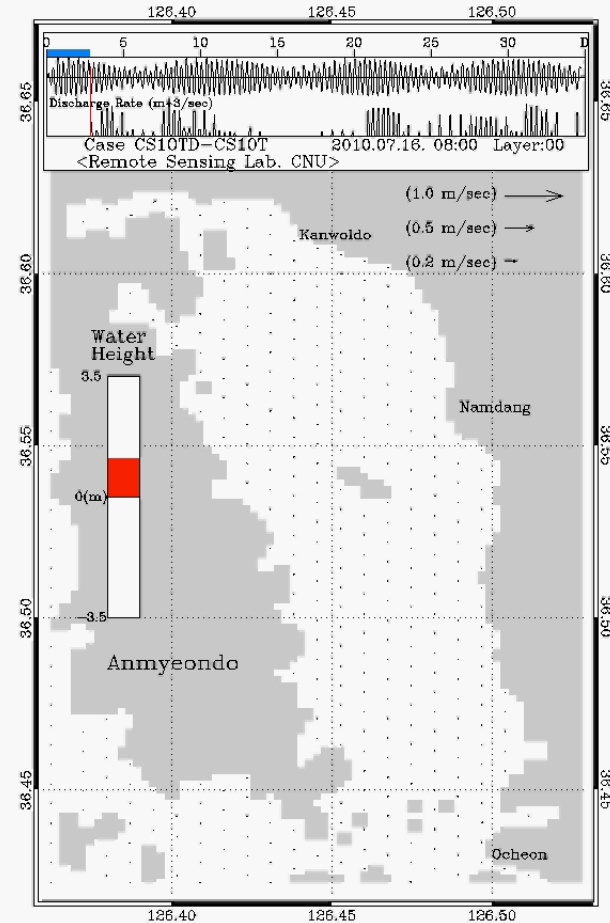 126.40 126.45 126.50
0 5 10 15 20 25 30 D
Discharge Rate (m+3/sec)
Case CS10TD-CS10T 2010.07.16. 08:00 Layer:00
<Remote Sensing Lab. CNU>
36.65 36.65
(1.0 m/sec)
Kanwoldo (0.5 m/sec)
(0.2 m/sec)
36.60 36.60
Water
Height
3.5
Namdang
36.55 36.55
0(m)
-3.5
36.50 36.50
Anmyeondo
36.45 36.45
Ocheon
126.40 126.45 126.50